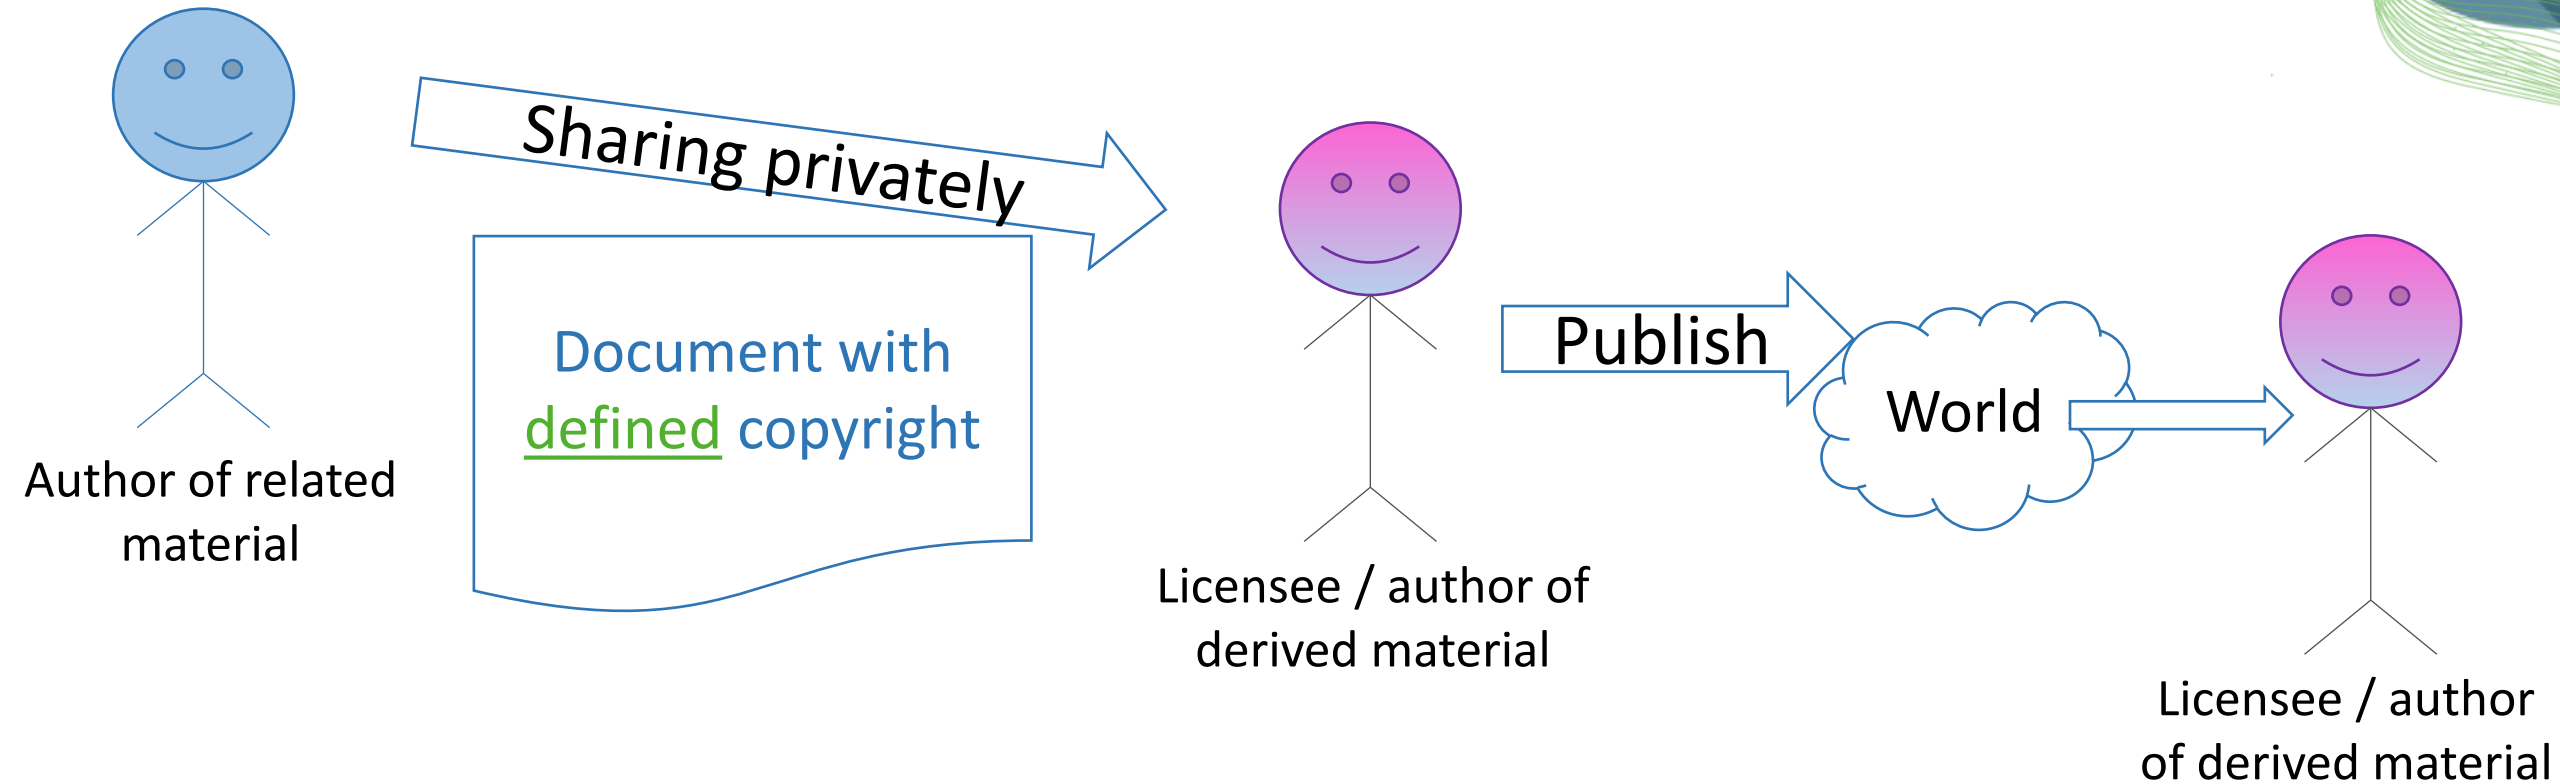 Sharing privately
Document with
defined copyright
Author of related
material
Publish
World
Licensee / author of
derived material
Licensee / author
of derived material